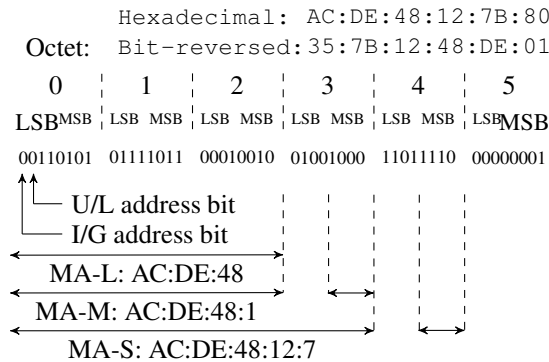 Hexadecimal: AC:DE:48:12:7B:80
Octet: Bit-reversed:35:7B:12:48:DE:01
0 1 2 3 4 5
LSB MSB LSB MSB LSB MSB LSB MSB LSB MSB LSB MSB
00110101 01111011 00010010 01001000 11011110 00000001
U/L address bit
I/G address bit
MA-L: AC:DE:48
MA-M: AC:DE:48:1
MA-S: AC:DE:48:12:7